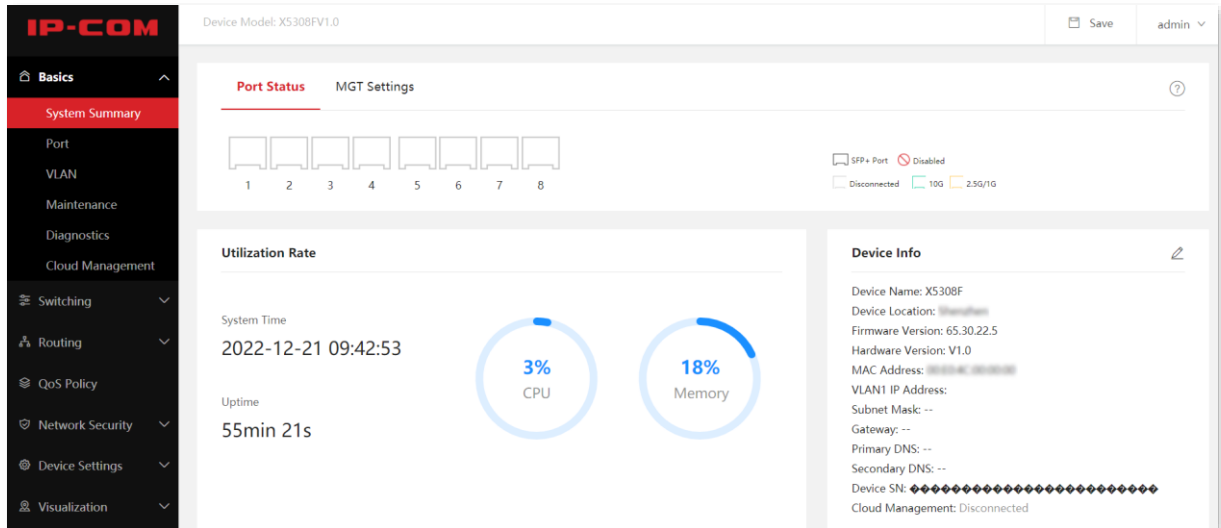 IP-COM
Device Model: X5308FV1.0
Save
admin
Basics
System Summary
Port
VLAN
Maintenance
Diagnostics
Cloud Management
Switching
Routing
QoS Policy
Network Security
Device Settings
Visualization
Port Status MGT Settings
?
1 2 3 4 5 6 7 8
SFP+ Port Disabled
Disconnected 10G 2.5G/1G
Utilization Rate
System Time
2022-12-21 09:42:53
Uptime
55min 21s
3%
CPU
18%
Memory
Device Info
Device Name: X5308F
Device Location:
Firmware Version: 65.30.22.5
Hardware Version: V1.0
MAC Address:
VLAN1 IP Address:
Subnet Mask: --
Gateway: --
Primary DNS: --
Secondary DNS: --
Device SN: ��������������������������
Cloud Management: Disconnected